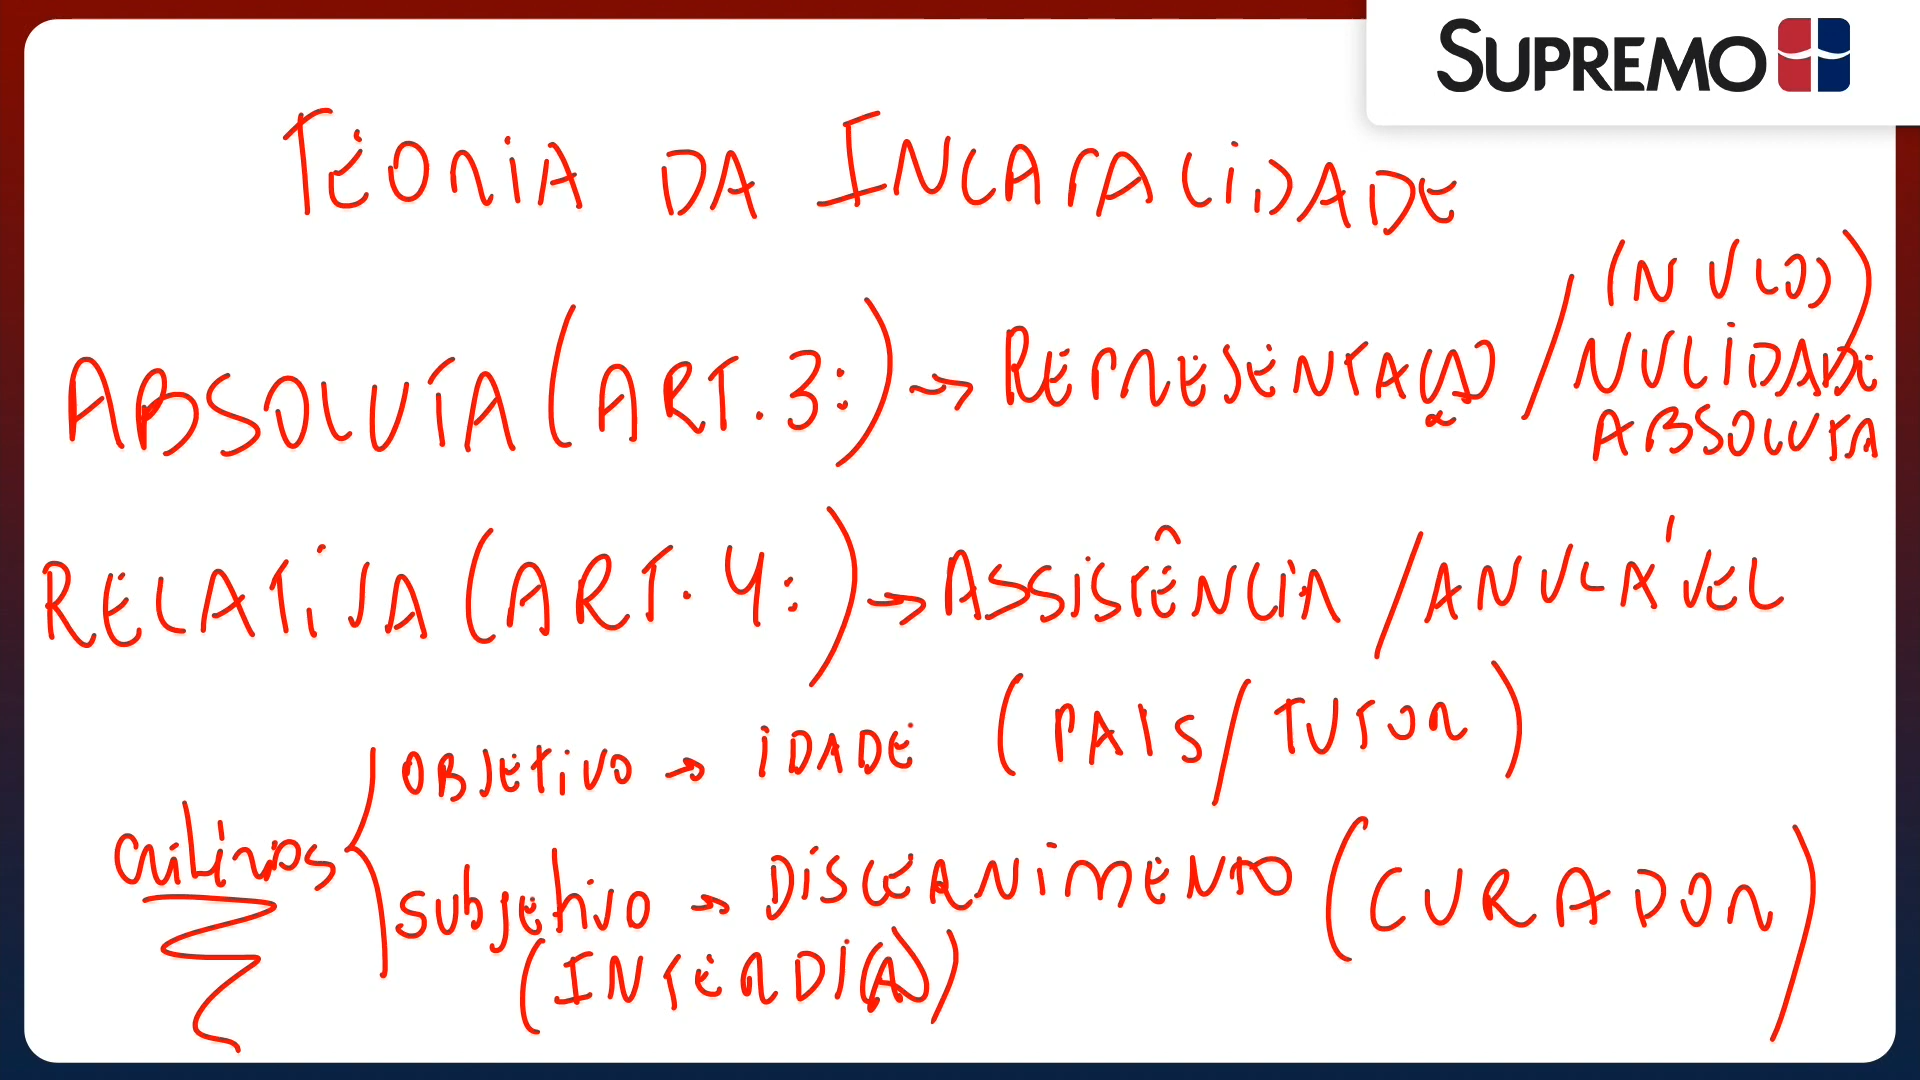 SUPREMO
TEORIA DA INCAPACIDADE
ABSOLUTA (ART. 3º) → REPRESENTAÇÃO / NULIDADE ABSOLUTA (NULOS)
RELATIVA (ART. 4º) → ASSISTÊNCIA / ANULÁVEL
critérios
OBJETIVO → IDADE (PAIS/TUTOR)
SUBJETIVO → DISCERNIMENTO (CURADOR)
(INTERDIÇÃO)